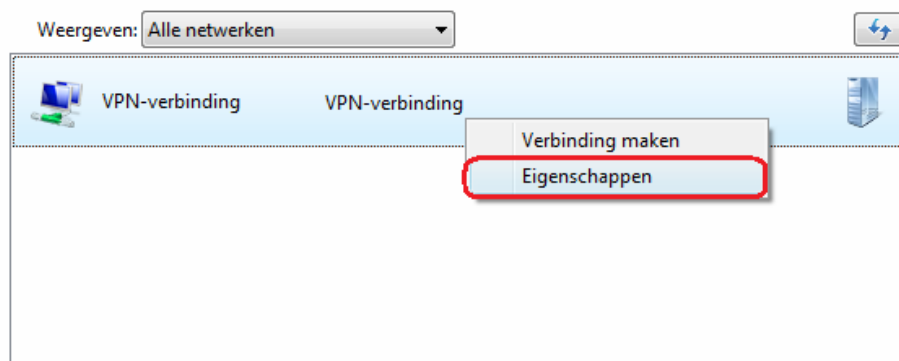 Weergeven: Alle netwerken
VPN-verbinding VPN-verbinding
Verbinding maken
Eigenschappen